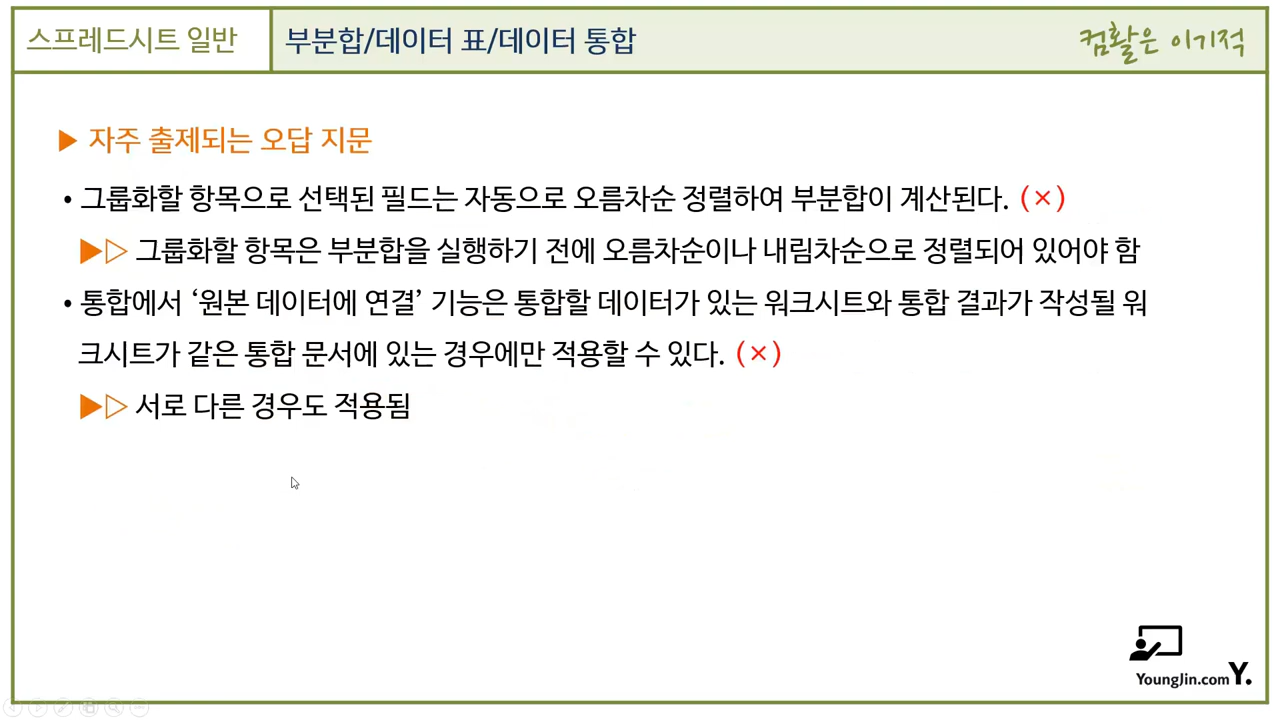 스프레드시트 일반
부분합/데이터 표/데이터 통합
컴활은 이기적
▶ 자주 출제되는 오답 지문
• 그룹화할 항목으로 선택된 필드는 자동으로 오름차순 정렬하여 부분합이 계산된다. (×)
▶▷ 그룹화할 항목은 부분합을 실행하기 전에 오름차순이나 내림차순으로 정렬되어 있어야 함
• 통합에서 ‘원본 데이터에 연결’ 기능은 통합할 데이터가 있는 워크시트와 통합 결과가 작성될 워
크시트가 같은 통합 문서에 있는 경우에만 적용할 수 있다. (×)
▶▷ 서로 다른 경우도 적용됨
YoungJin.com Y.